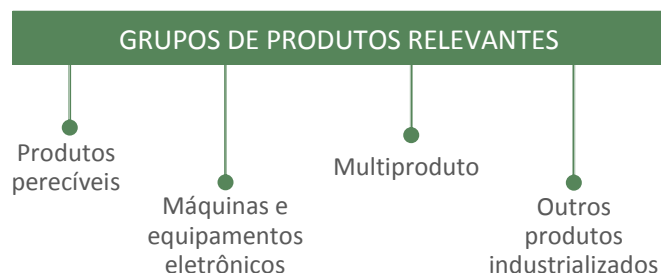 GRUPOS DE PRODUTOS RELEVANTES
Produtos
perecíveis
Máquinas e
equipamentos
eletrônicos
Multiproduto
Outros
produtos
industrializados